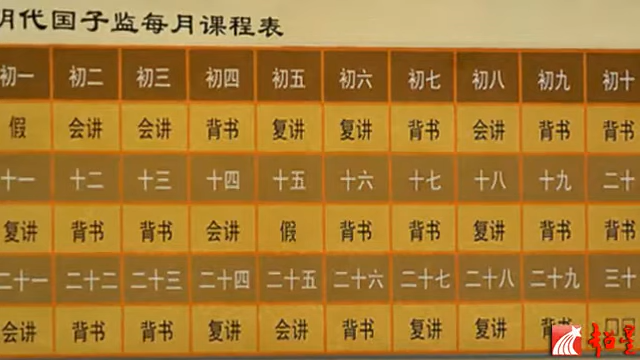 明代国子监每月课程表
初一 初二 初三 初四 初五 初六 初七 初八 初九 初十
假 会讲 会讲 背书 复讲 复讲 背书 会讲 背书 背书
十一 十二 十三 十四 十五 十六 十七 十八 十九 二十
复讲 背书 背书 会讲 假 背书 背书 复讲 背书 背书
二十一 二十二 二十三 二十四 二十五 二十六 二十七 二十八 二十九 三十
会讲 背书 背书 复讲 会讲 背书 复讲 复讲 背书
超星